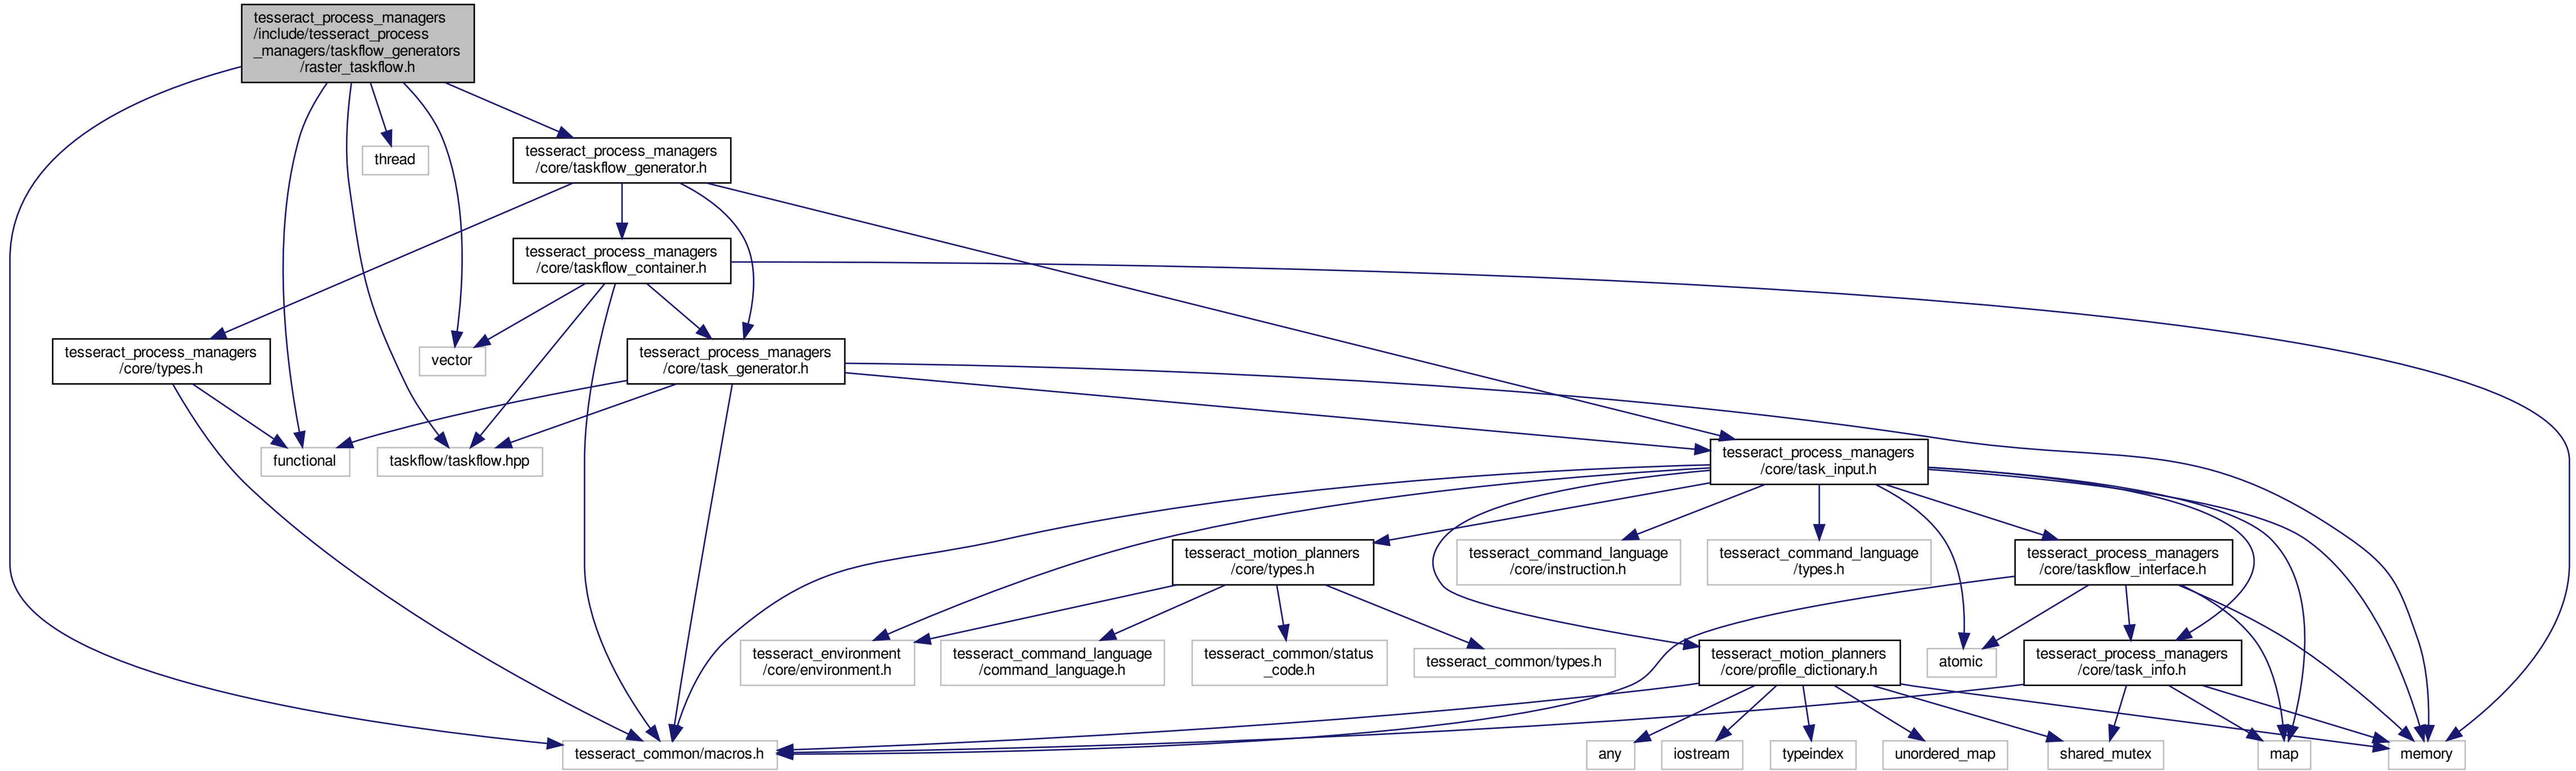 tesseract_process_managers
/include/tesseract_process
_managers/taskflow_generators
/raster_taskflow.h
thread
tesseract_process_managers
/core/taskflow_generator.h
tesseract_process_managers
/core/taskflow_container.h
tesseract_process_managers
/core/types.h
vector
tesseract_process_managers
/core/task_generator.h
functional
taskflow/taskflow.hpp
tesseract_process_managers
/core/task_input.h
tesseract_motion_planners
/core/types.h
tesseract_command_language
/core/instruction.h
tesseract_command_language
/types.h
tesseract_process_managers
/core/taskflow_interface.h
tesseract_environment
/core/environment.h
tesseract_command_language
/command_language.h
tesseract_common/status
_code.h
tesseract_common/types.h
tesseract_motion_planners
/core/profile_dictionary.h
atomic
tesseract_process_managers
/core/task_info.h
tesseract_common/macros.h
any
iostream
typeindex
unordered_map
shared_mutex
map
memory